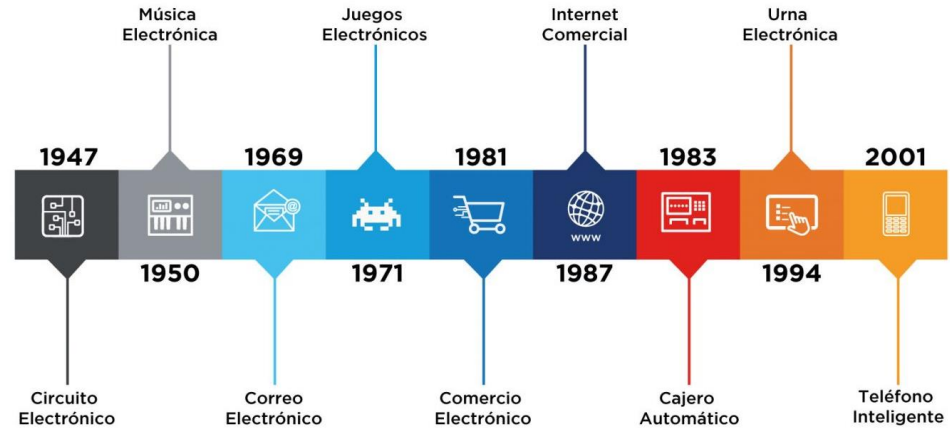 Música
Electrónica
Juegos
Electrónicos
Internet
Comercial
Urna
Electrónica
1947
1969
1981
1983
2001
@
www
1950
1971
1987
1994
Circuito
Electrónico
Correo
Electrónico
Comercio
Electrónico
Cajero
Automático
Teléfono
Inteligente